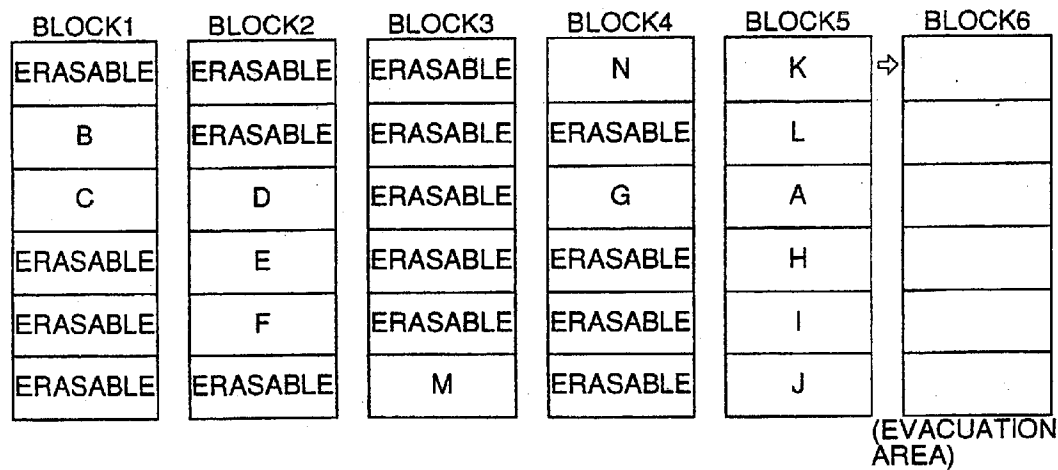 BLOCK1 BLOCK2 BLOCK3 BLOCK4 BLOCK5 BLOCK6
ERASABLE ERASABLE ERASABLE N K ⇨
B ERASABLE ERASABLE ERASABLE L
C D ERASABLE G A
ERASABLE E ERASABLE ERASABLE H
ERASABLE F ERASABLE ERASABLE I
ERASABLE ERASABLE M ERASABLE J
(EVACUATION
AREA)